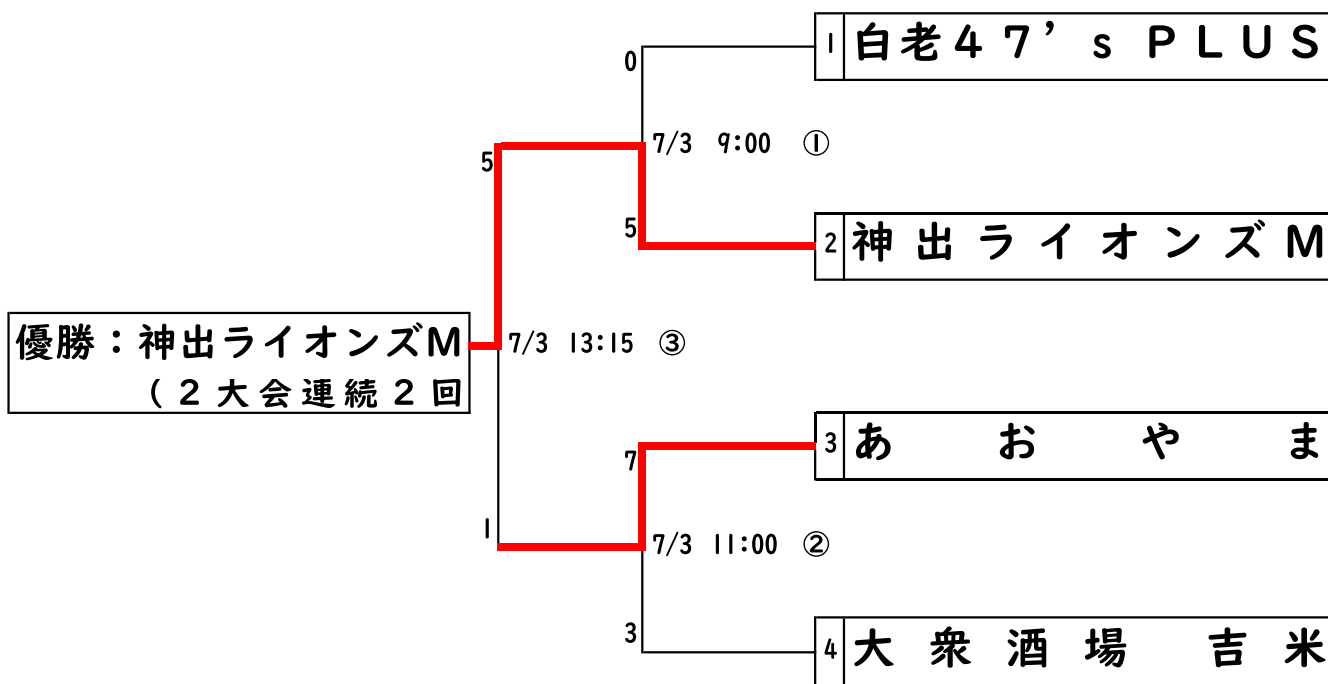 1 白老47’s PLUS
0
7/3 9:00 ①
5
5
2 神出ライオンズM
優勝：神出ライオンズM
7/3 13:15 ③
（２大会連続２回
3 あおやま
7
1
7/3 11:00 ②
3
4 大衆酒場 吉米